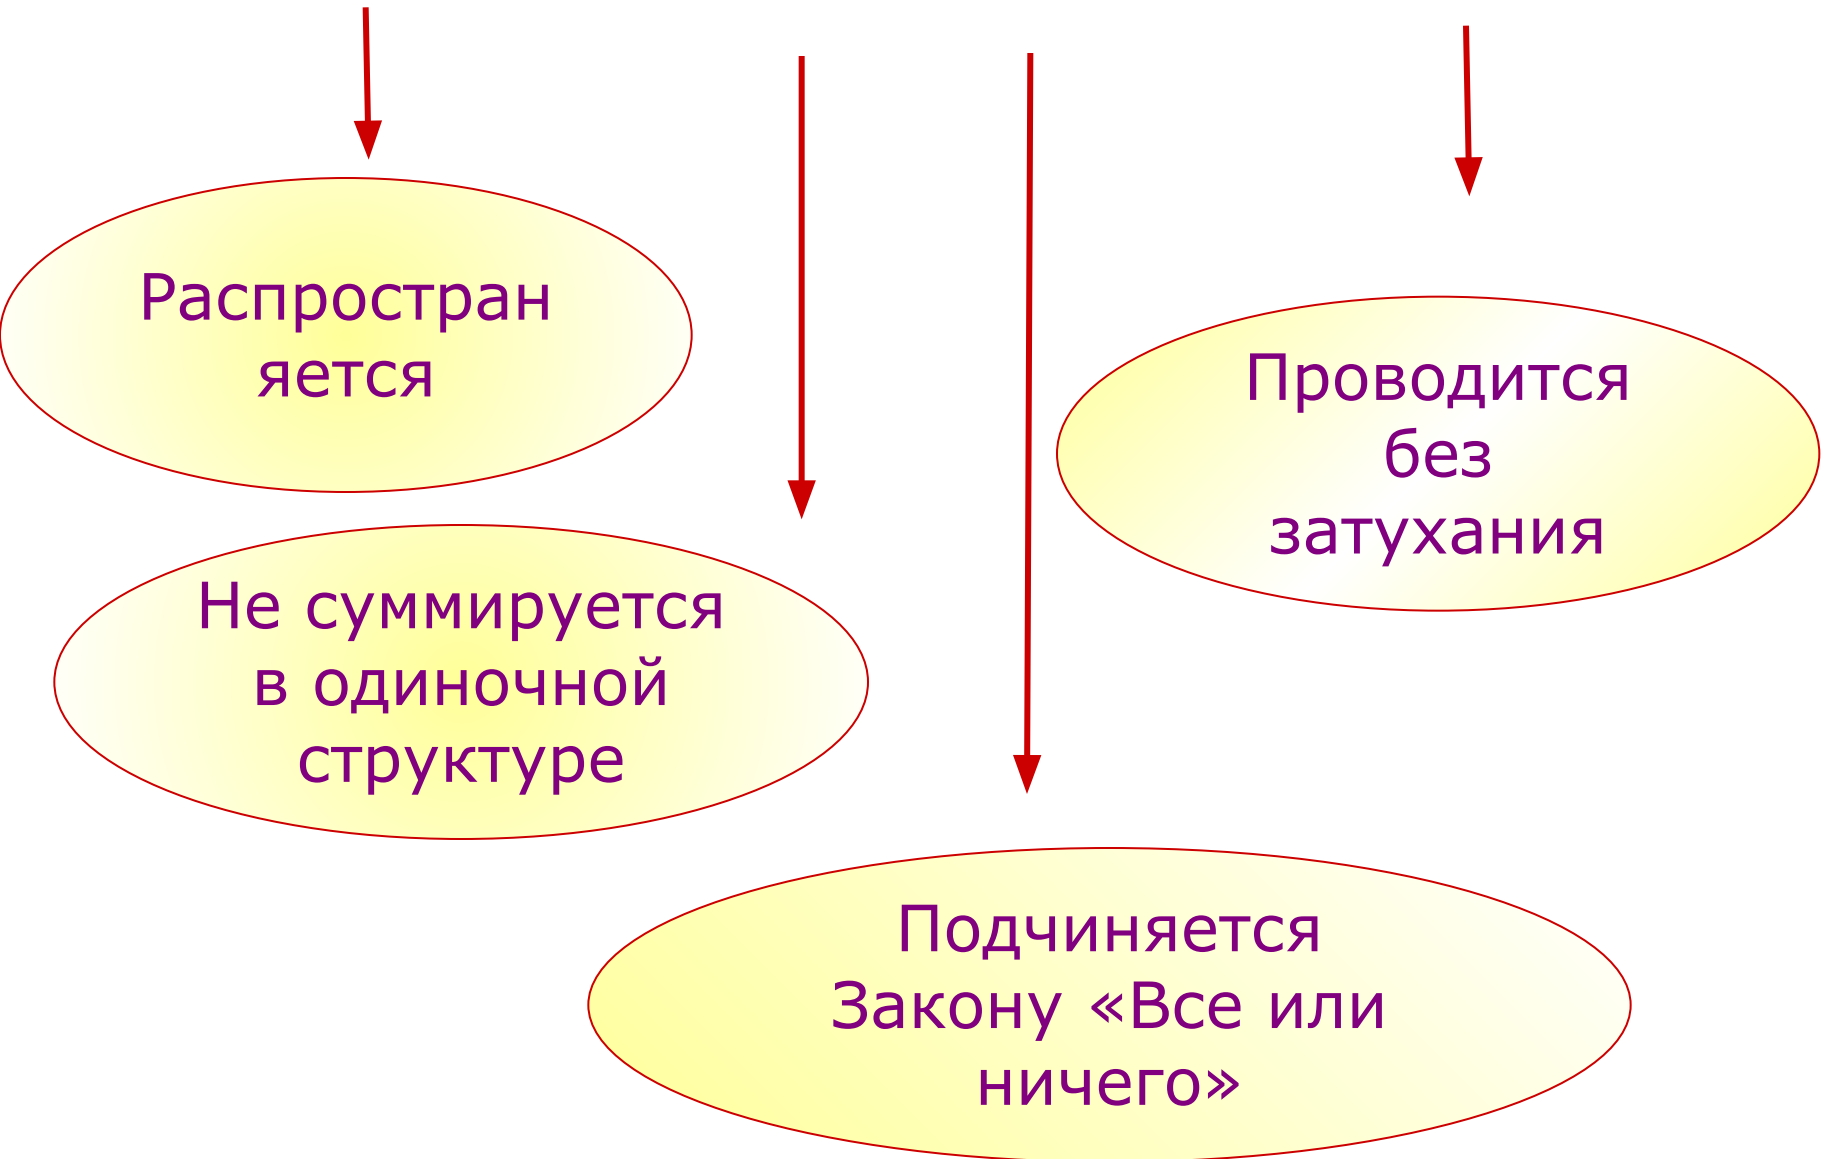 Распростран
яется
Проводится
без
затухания
Не суммируется
в одиночной
структуре
Подчиняется
Закону «Все или
ничего»